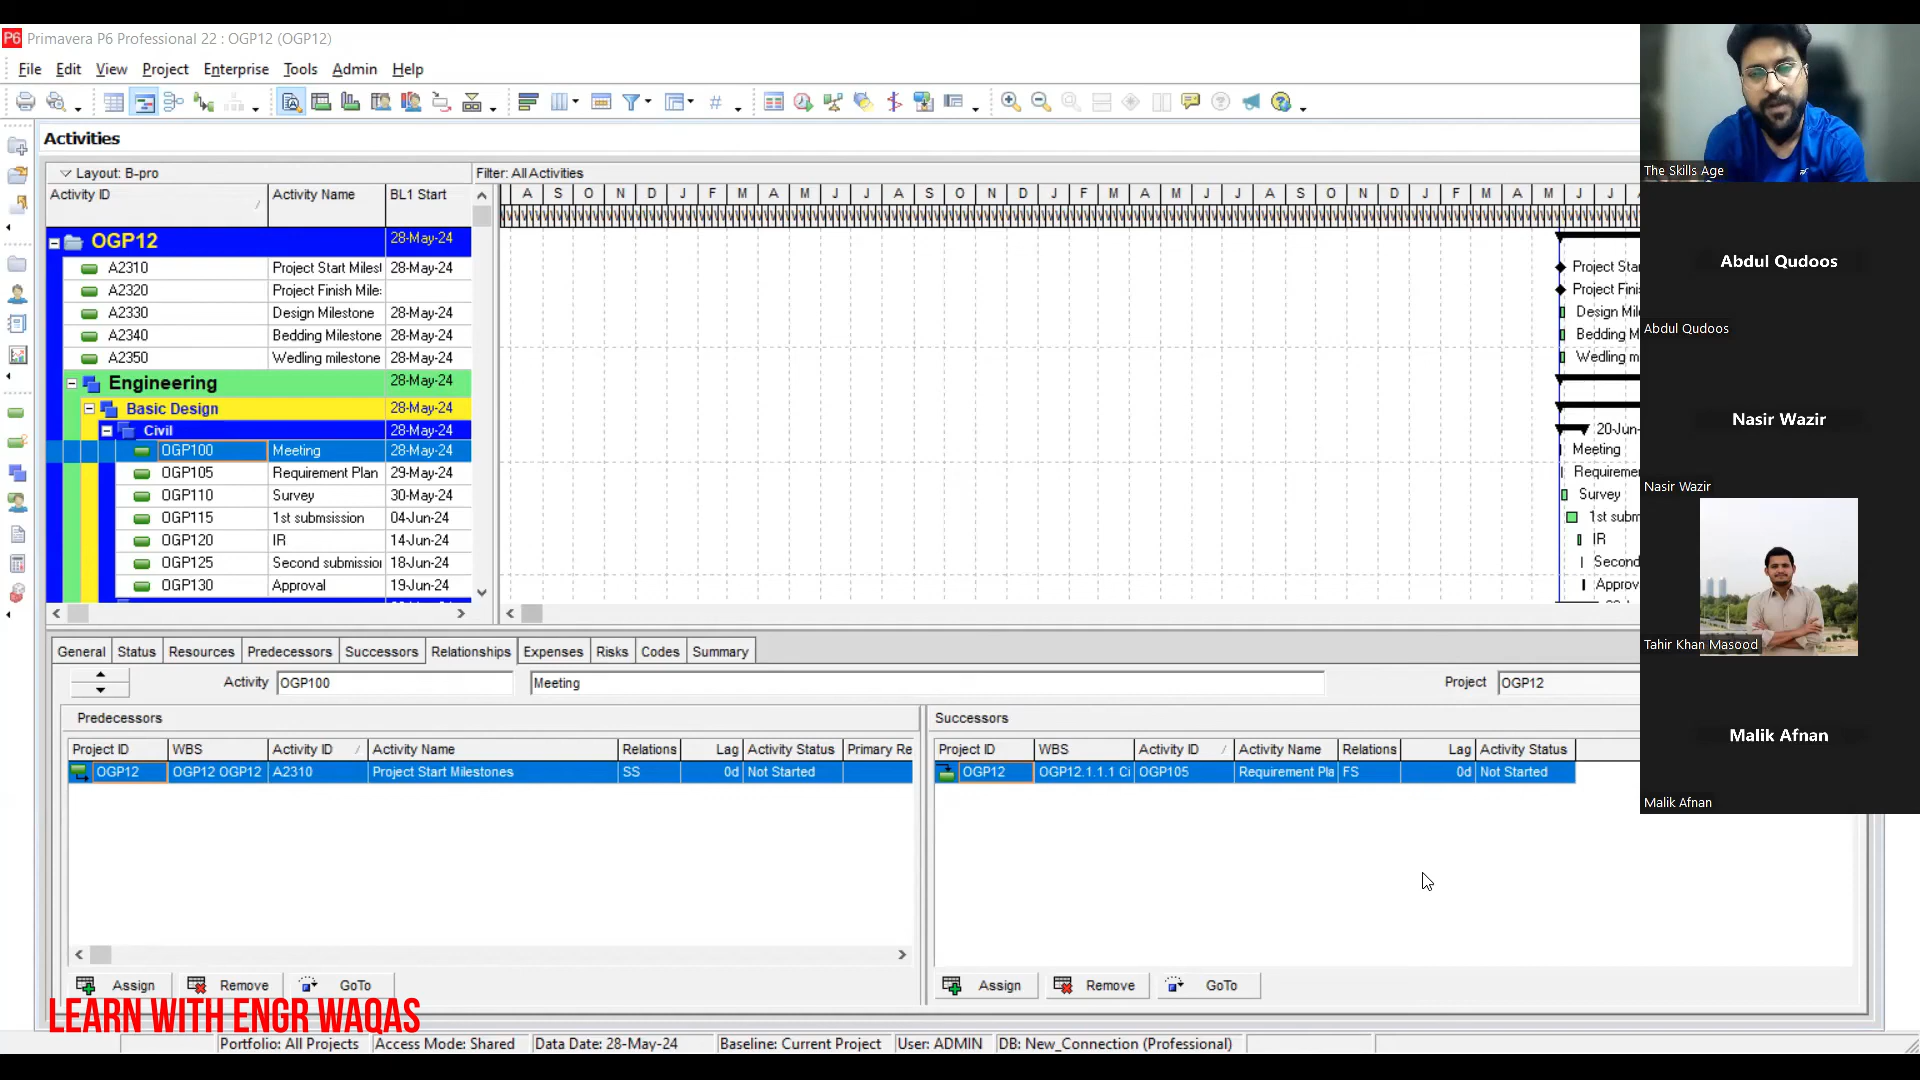 Primavera P6 Professional 22 : OGP12 (OGP12)
File Edit View Project Enterprise Tools Admin Help
Activities
Layout: B-pro
Filter: All Activities
Activity ID Activity Name BL1 Start
A S O N D J F M A M J J A S O N D J F M A M J J A S O N D J F M A M J J
OGP12 28-May-24
A2310 Project Start Milest 28-May-24
Project Star
A2320 Project Finish Mile:
Project Fini
A2330 Design Milestone 28-May-24
Design Mil
A2340 Bedding Milestone 28-May-24
Bedding M
A2350 Wedling milestone 28-May-24
Wedling m
Engineering 28-May-24
Basic Design 28-May-24
Civil 28-May-24
20-Jun-
OGP100 Meeting 28-May-24
Meeting
OGP105 Requirement Plan 29-May-24
Requireme
OGP110 Survey 30-May-24
Survey
OGP115 1st submsission 04-Jun-24
1st subm
OGP120 IR 14-Jun-24
IR
OGP125 Second submissior 18-Jun-24
Second
OGP130 Approval 19-Jun-24
Approv
General Status Resources Predecessors Successors Relationships Expenses Risks Codes Summary
Activity OGP100 Meeting Project OGP12
Predecessors
Project ID WBS Activity ID Activity Name Relations Lag Activity Status Primary Re
OGP12 OGP12 OGP12 A2310 Project Start Milestones SS 0d Not Started
Assign Remove GoTo
Successors
Project ID WBS Activity ID Activity Name Relations Lag Activity Status
OGP12 OGP12.1.1.1 Ci OGP105 Requirement Pla FS 0d Not Started
Assign Remove GoTo
LEARN WITH ENGR WAQAS
Portfolio: All Projects Access Mode: Shared Data Date: 28-May-24 Baseline: Current Project User: ADMIN DB: New_Connection (Professional)
The Skills Age
Abdul Qudoos
Abdul Qudoos
Nasir Wazir
Nasir Wazir
Tahir Khan Masood
Malik Afnan
Malik Afnan